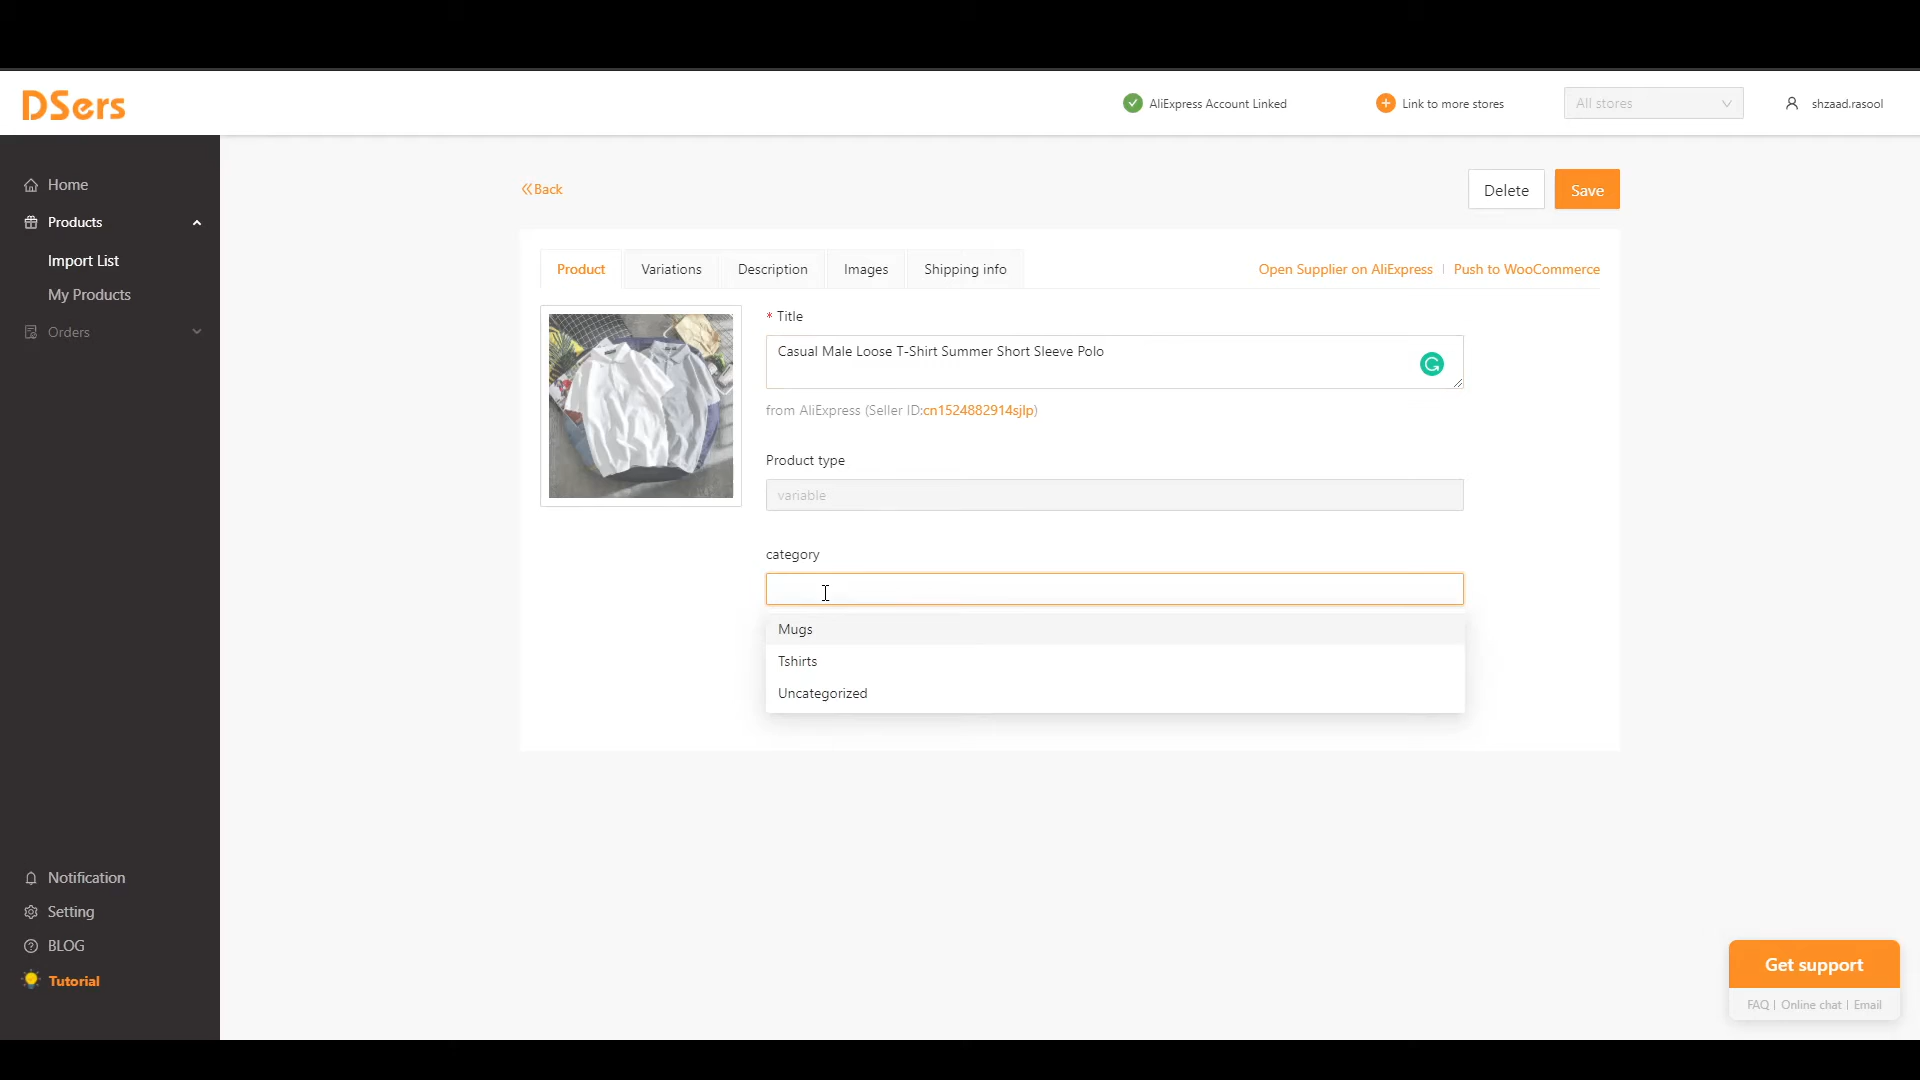 DSers
AliExpress Account Linked
Link to more stores
All stores
shzaad.rasool
Home
Products
Import List
My Products
Orders
Back
Delete
Save
Product
Variations
Description
Images
Shipping info
Open Supplier on AliExpress | Push to WooCommerce
* Title
Casual Male Loose T-Shirt Summer Short Sleeve Polo
from AliExpress (Seller ID:cn1524882914sjlp)
Product type
variable
category
Mugs
Tshirts
Uncategorized
Notification
Setting
BLOG
Tutorial
Get support
FAQ | Online chat | Email